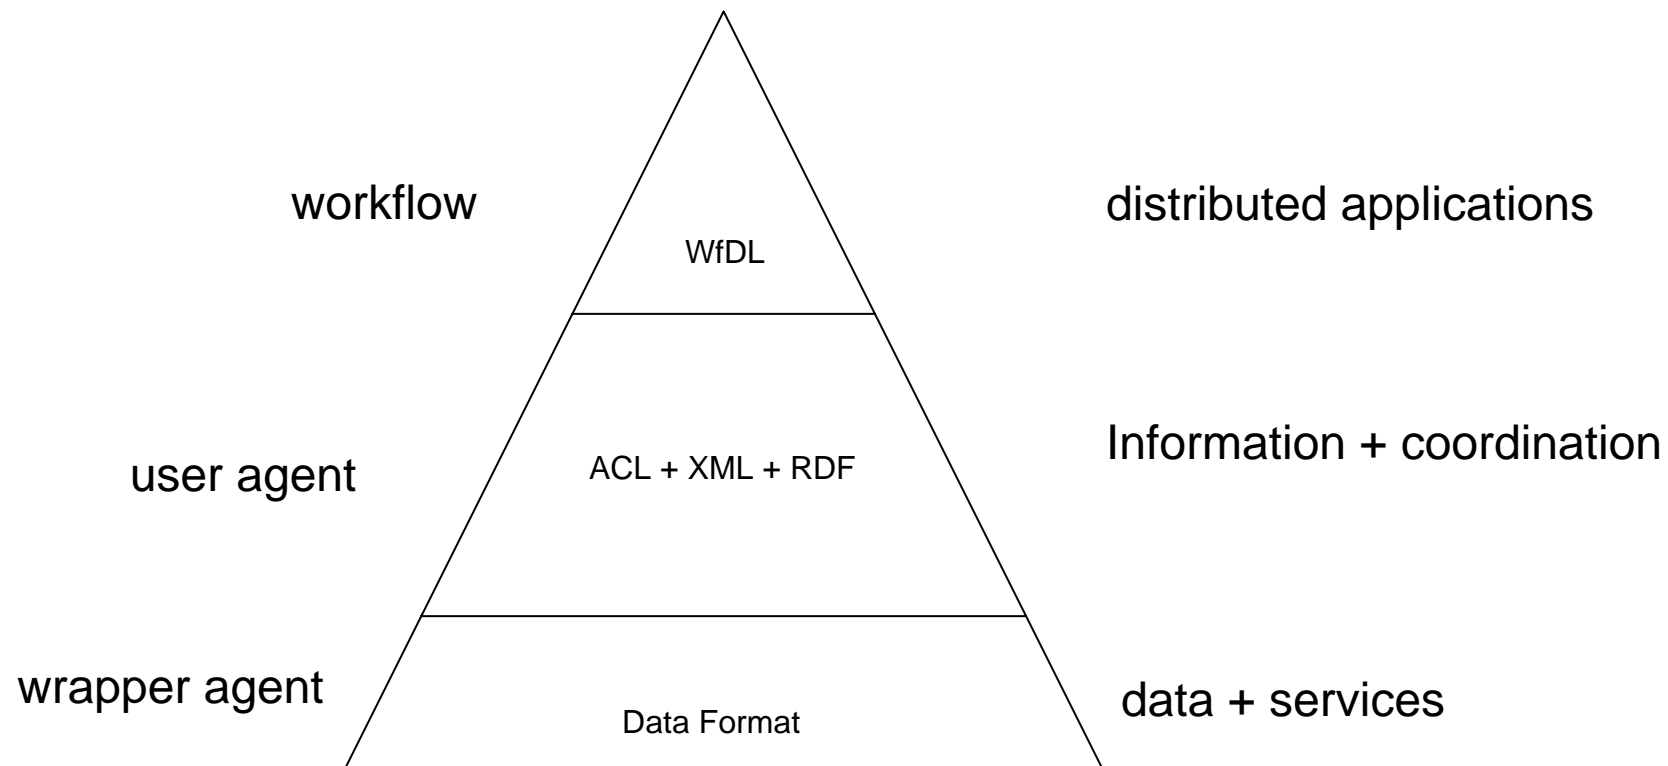 workflow
distributed applications
WfDL
Information + coordination
user agent
ACL + XML + RDF
wrapper agent
data + services
Data Format